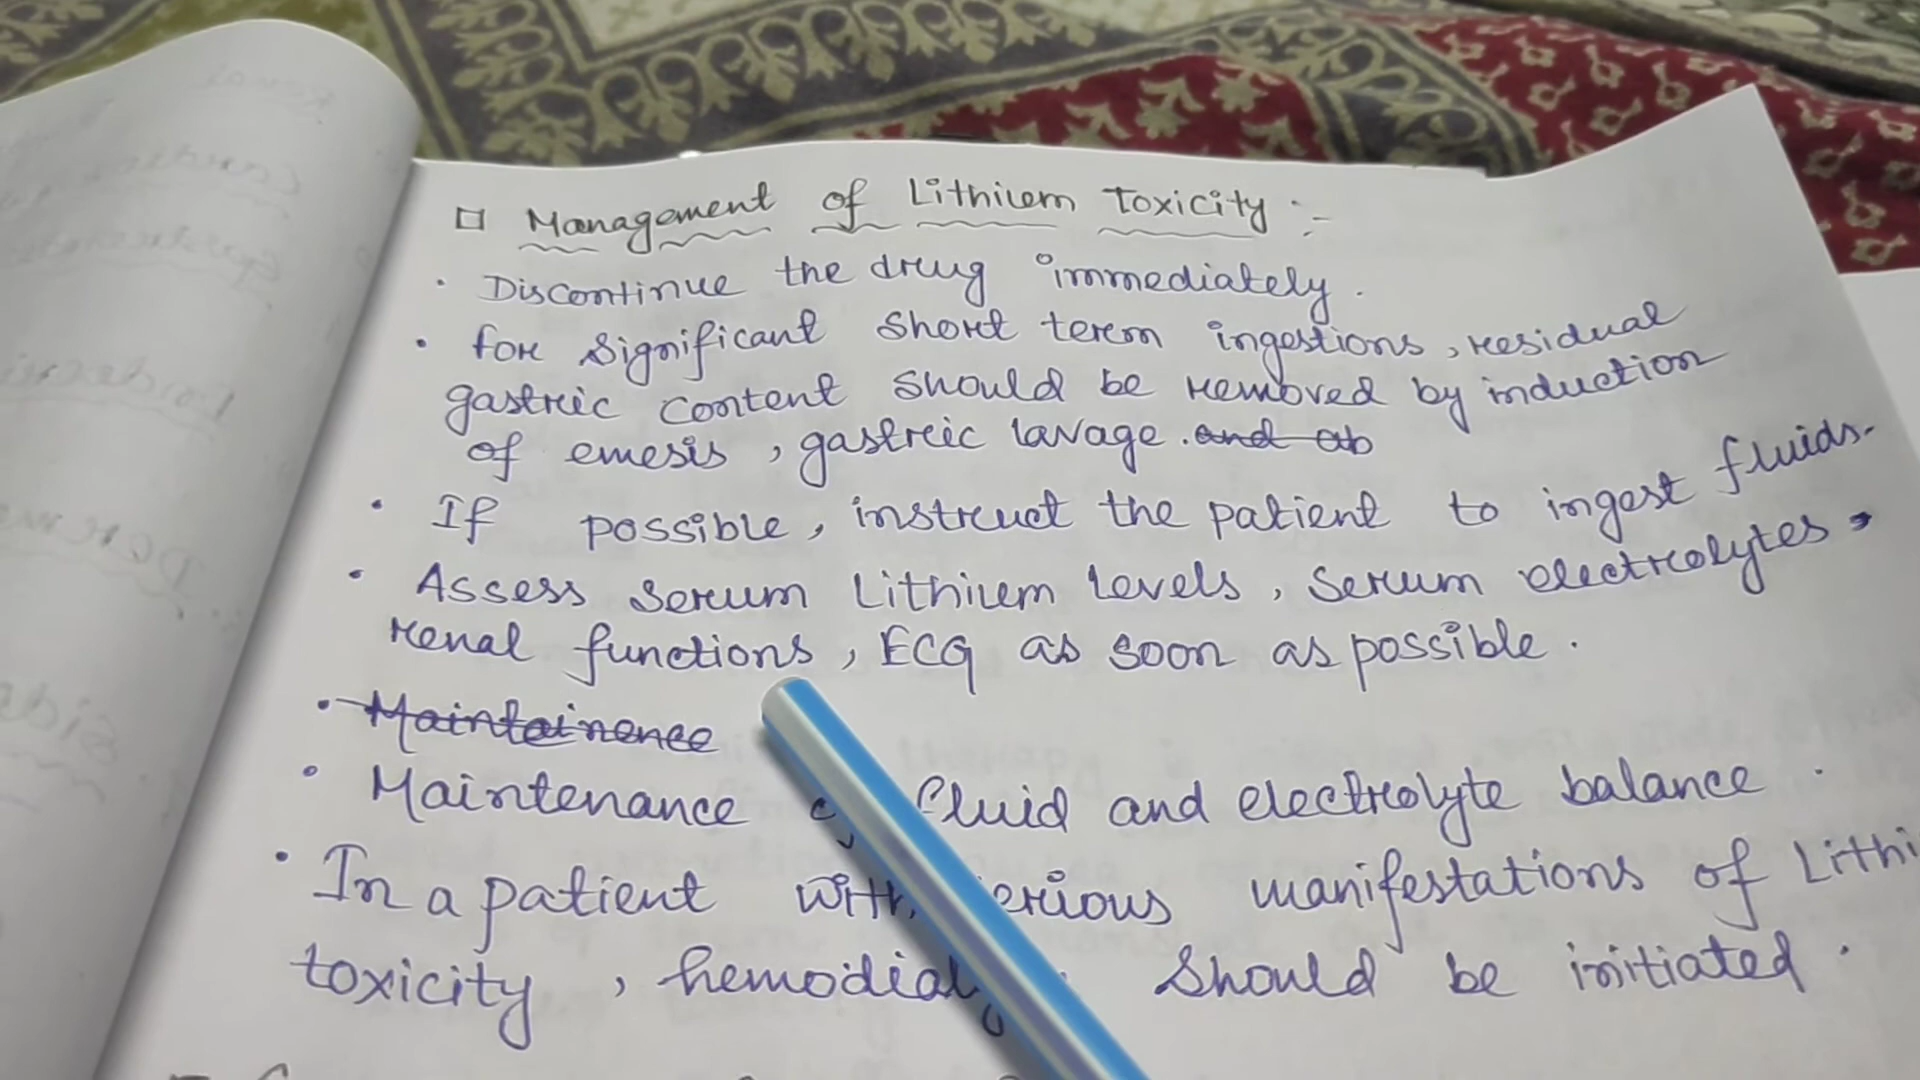 □ Management of Lithium Toxicity :-
· Discontinue the drug immediately.
· for significant short term ingestions, residual
gastric content should be removed by induction
of emesis, gastric lavage. and ab
· If possible, instruct the patient to ingest fluids.
· Assess serum Lithium Levels, serum electrolytes,
renal functions, ECG as soon as possible.
· Maintainence
· Maintenance fluid and electrolyte balance.
· In a patient with serious manifestations of Lithi
toxicity, should be initiated.